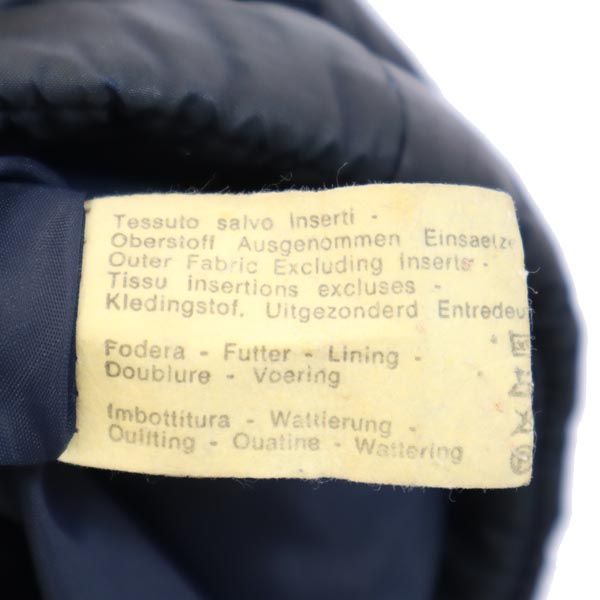 Tessuto salvo inserti -
Oberstoff Ausgenommen Einsaetze
Outer Fabric Excluding Inserts -
Tissu insertions excluses -
Kledingstof. Uitgezonderd Entredeu
Fodera - Futter - Lining -
Doublure - Voering
Imbottitura - Wattierung -
Quilting - Ouatine - Wattering